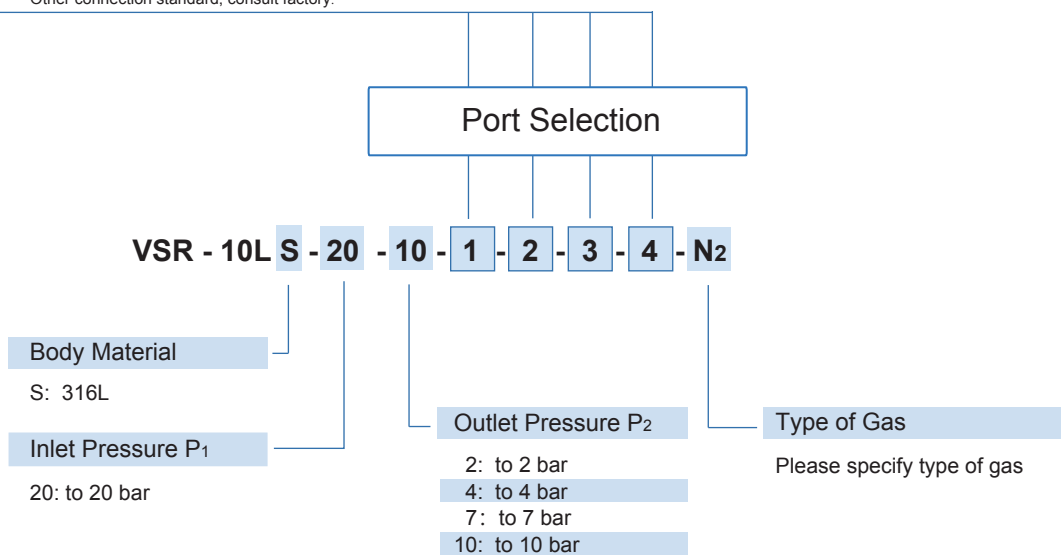 Other connection standard, consult factory.
Port Selection
VSR - 10L S - 20 - 10 - 1 - 2 - 3 - 4 - N2
Body Material
S: 316L
Inlet Pressure P1
20: to 20 bar
Outlet Pressure P2
2: to 2 bar
4: to 4 bar
7: to 7 bar
10: to 10 bar
Type of Gas
Please specify type of gas